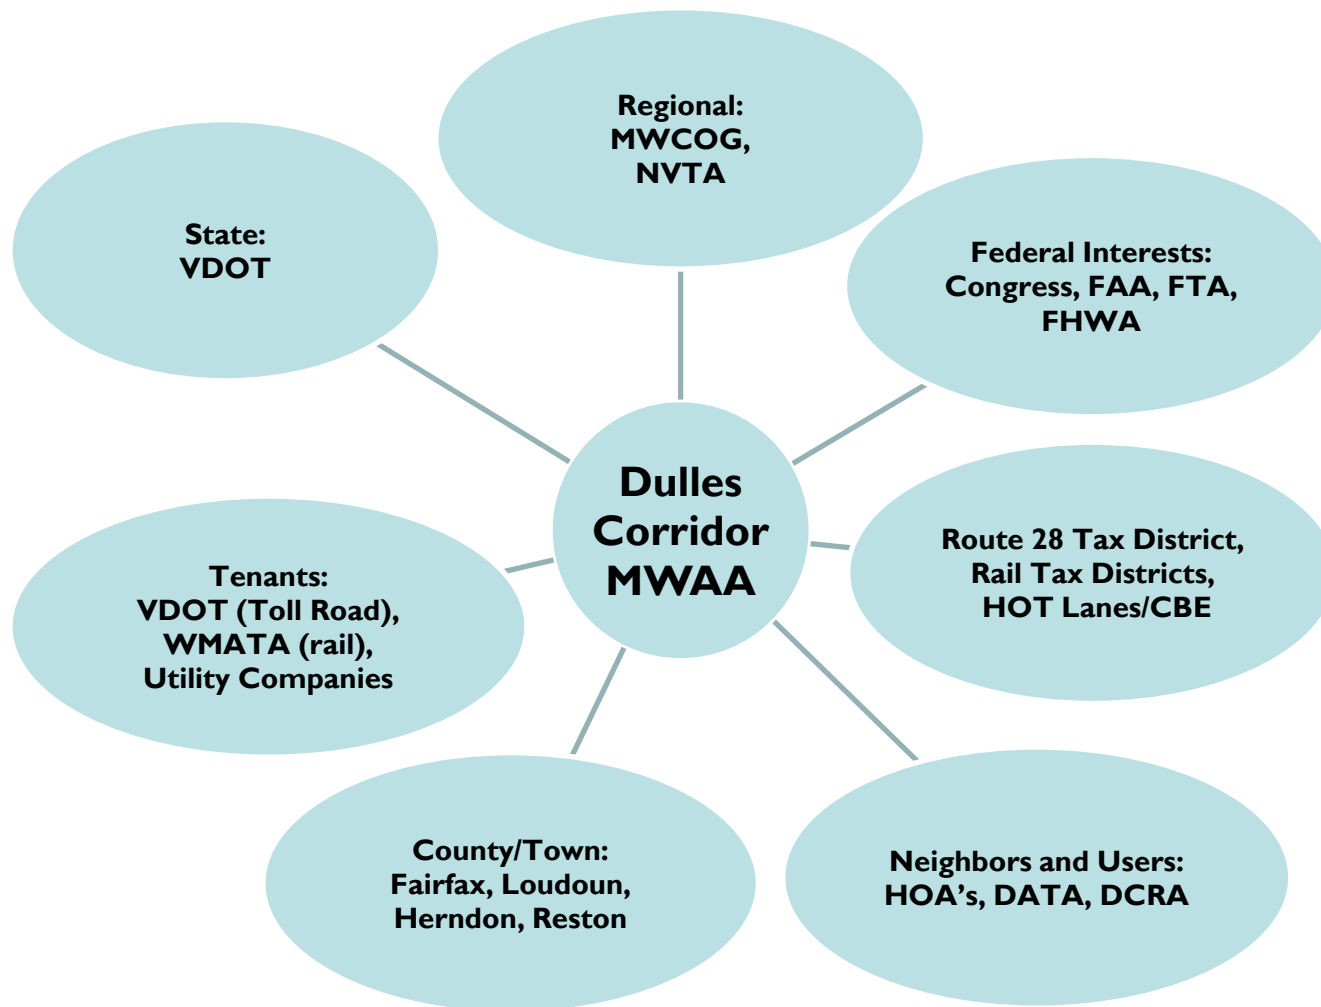 Regional:
MWCOG,
NVTA
State:
VDOT
Federal Interests:
Congress, FAA, FTA,
FHWA
Dulles
Corridor
MWAA
Route 28 Tax District,
Rail Tax Districts,
HOT Lanes/CBE
Tenants:
VDOT (Toll Road),
WMATA (rail),
Utility Companies
County/Town:
Fairfax, Loudoun,
Herndon, Reston
Neighbors and Users:
HOA’s, DATA, DCRA